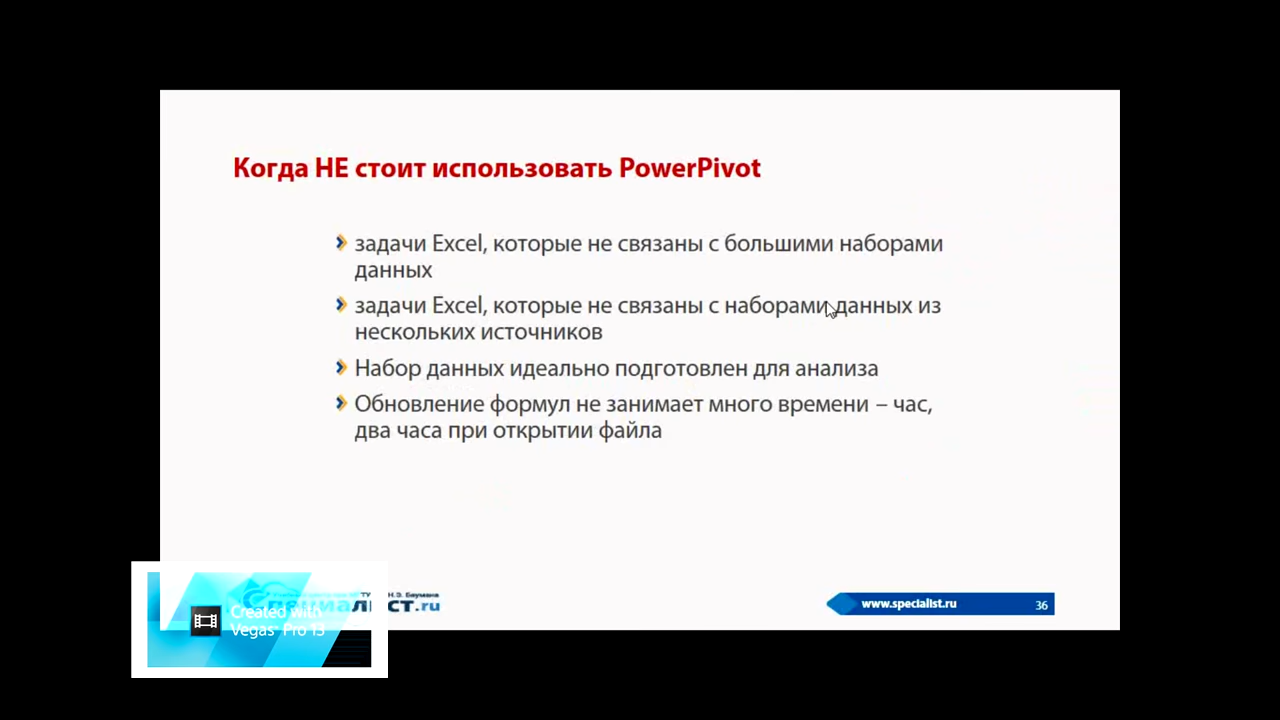 Когда НЕ стоит использовать PowerPivot
задачи Excel, которые не связаны с большими наборами
данных
задачи Excel, которые не связаны с наборами данных из
нескольких источников
Набор данных идеально подготовлен для анализа
Обновление формул не занимает много времени – час,
два часа при открытии файла
Н.Э. Баумана
.ru
Created with
Vegas Pro 13
www.specialist.ru
36